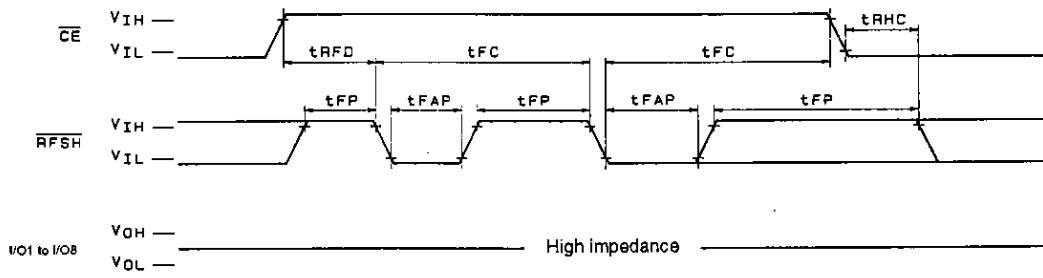 CE
VIH
VIL
tRHC
tRFD
tFC
tFC
tFP
tFAP
tFP
tFAP
tFP
RFSH
VIH
VIL
I/O1 to I/O8
VOH
VOL
High impedance